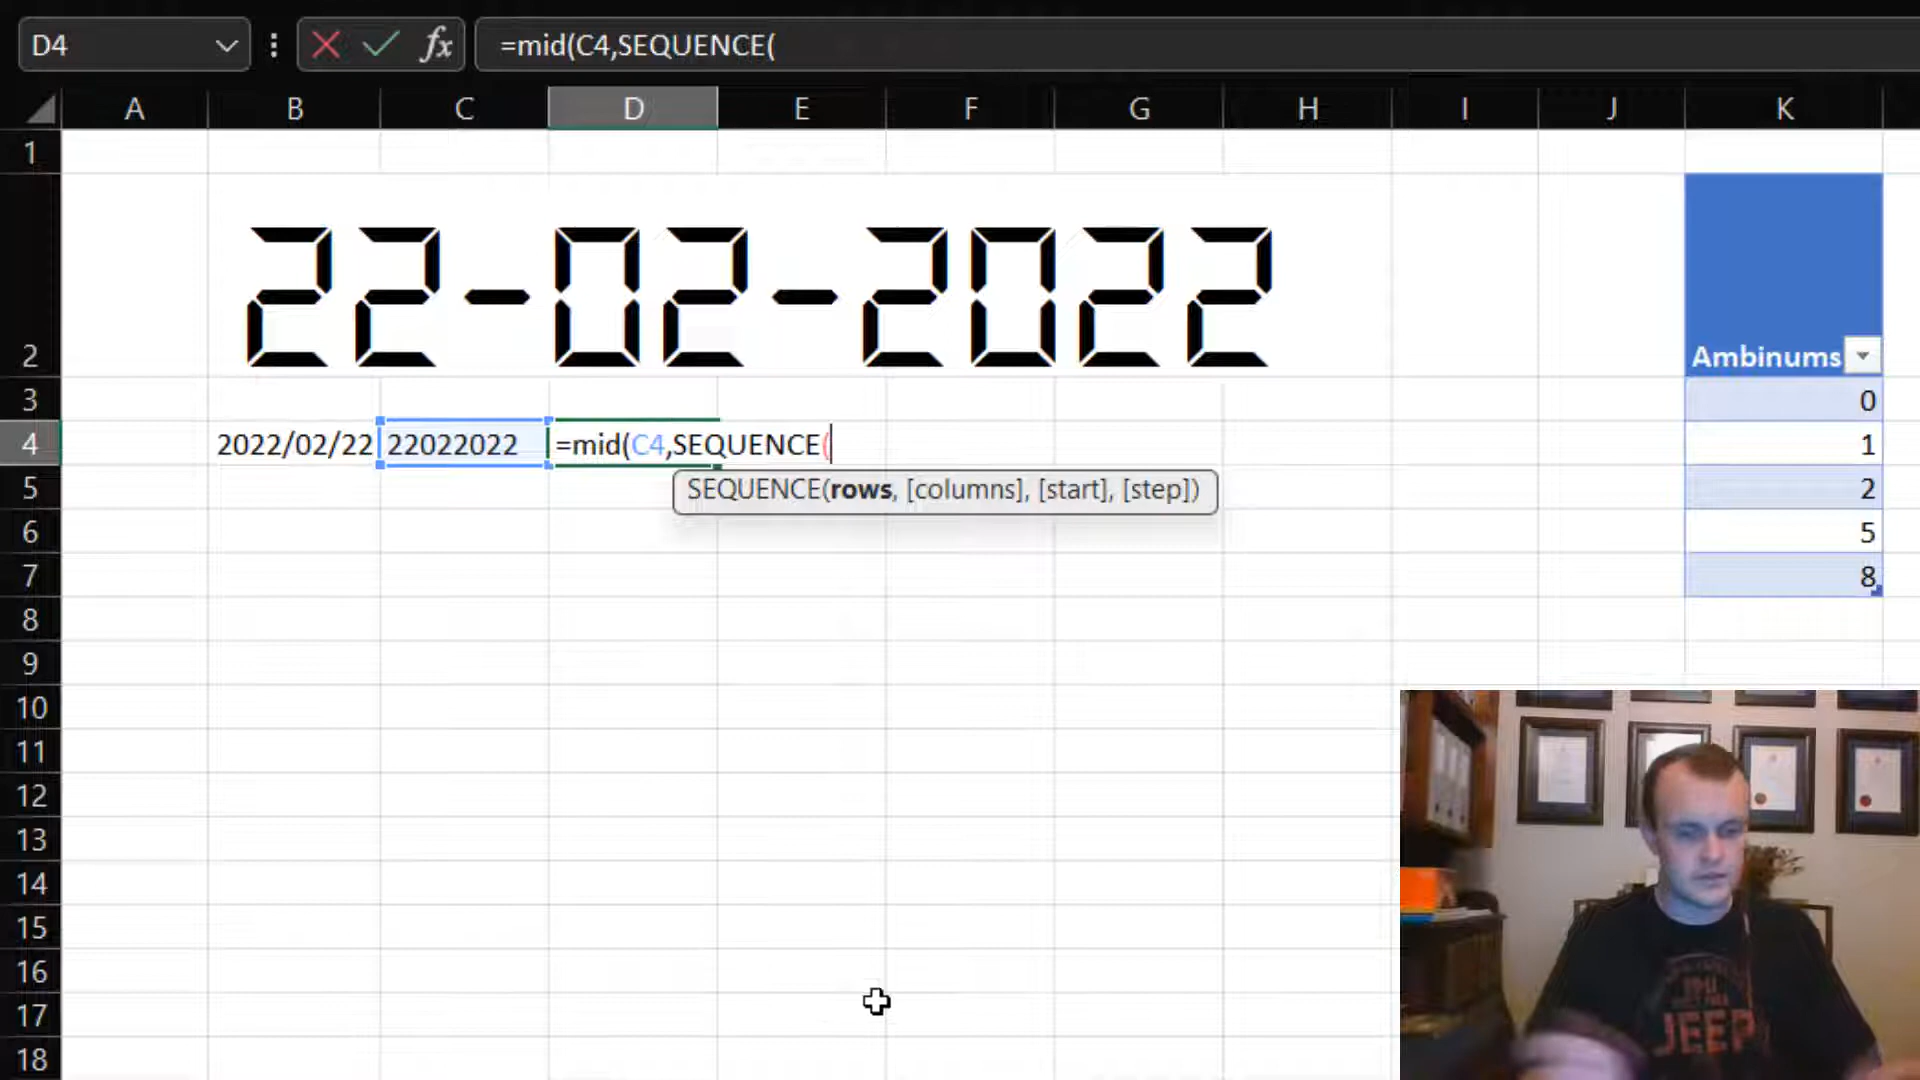 D4 fx =mid(C4,SEQUENCE(
A B C D E F G H I J K
1
22-02-2022
2 Ambinums
3 0
4 2022/02/22 22022022 =mid(C4,SEQUENCE( 1
5 SEQUENCE(rows, [columns], [start], [step]) 2
6 5
7 8
8
9
10
11
12
13
14
15
16
17
18
JEEP